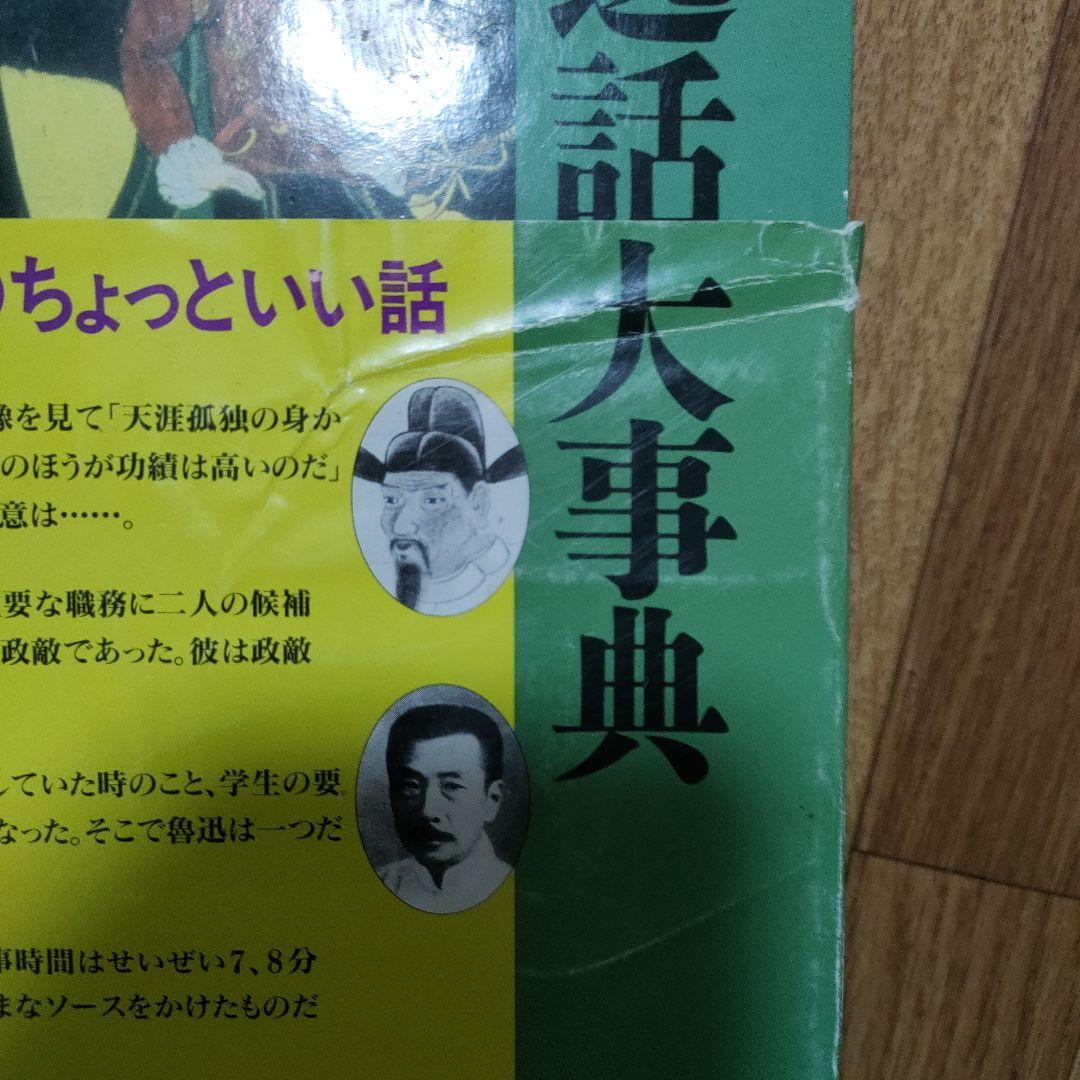 話大事典
のちょっといい話
像を見て「天涯孤独の身か
のほうが功績は高いのだ」
意は……。
要な職務に二人の候補
政敵であった。彼は政敵
していた時のこと、学生の要
なった。そこで魯迅は一つだ
事時間はせいぜい7、8分
まなソースをかけたものだ